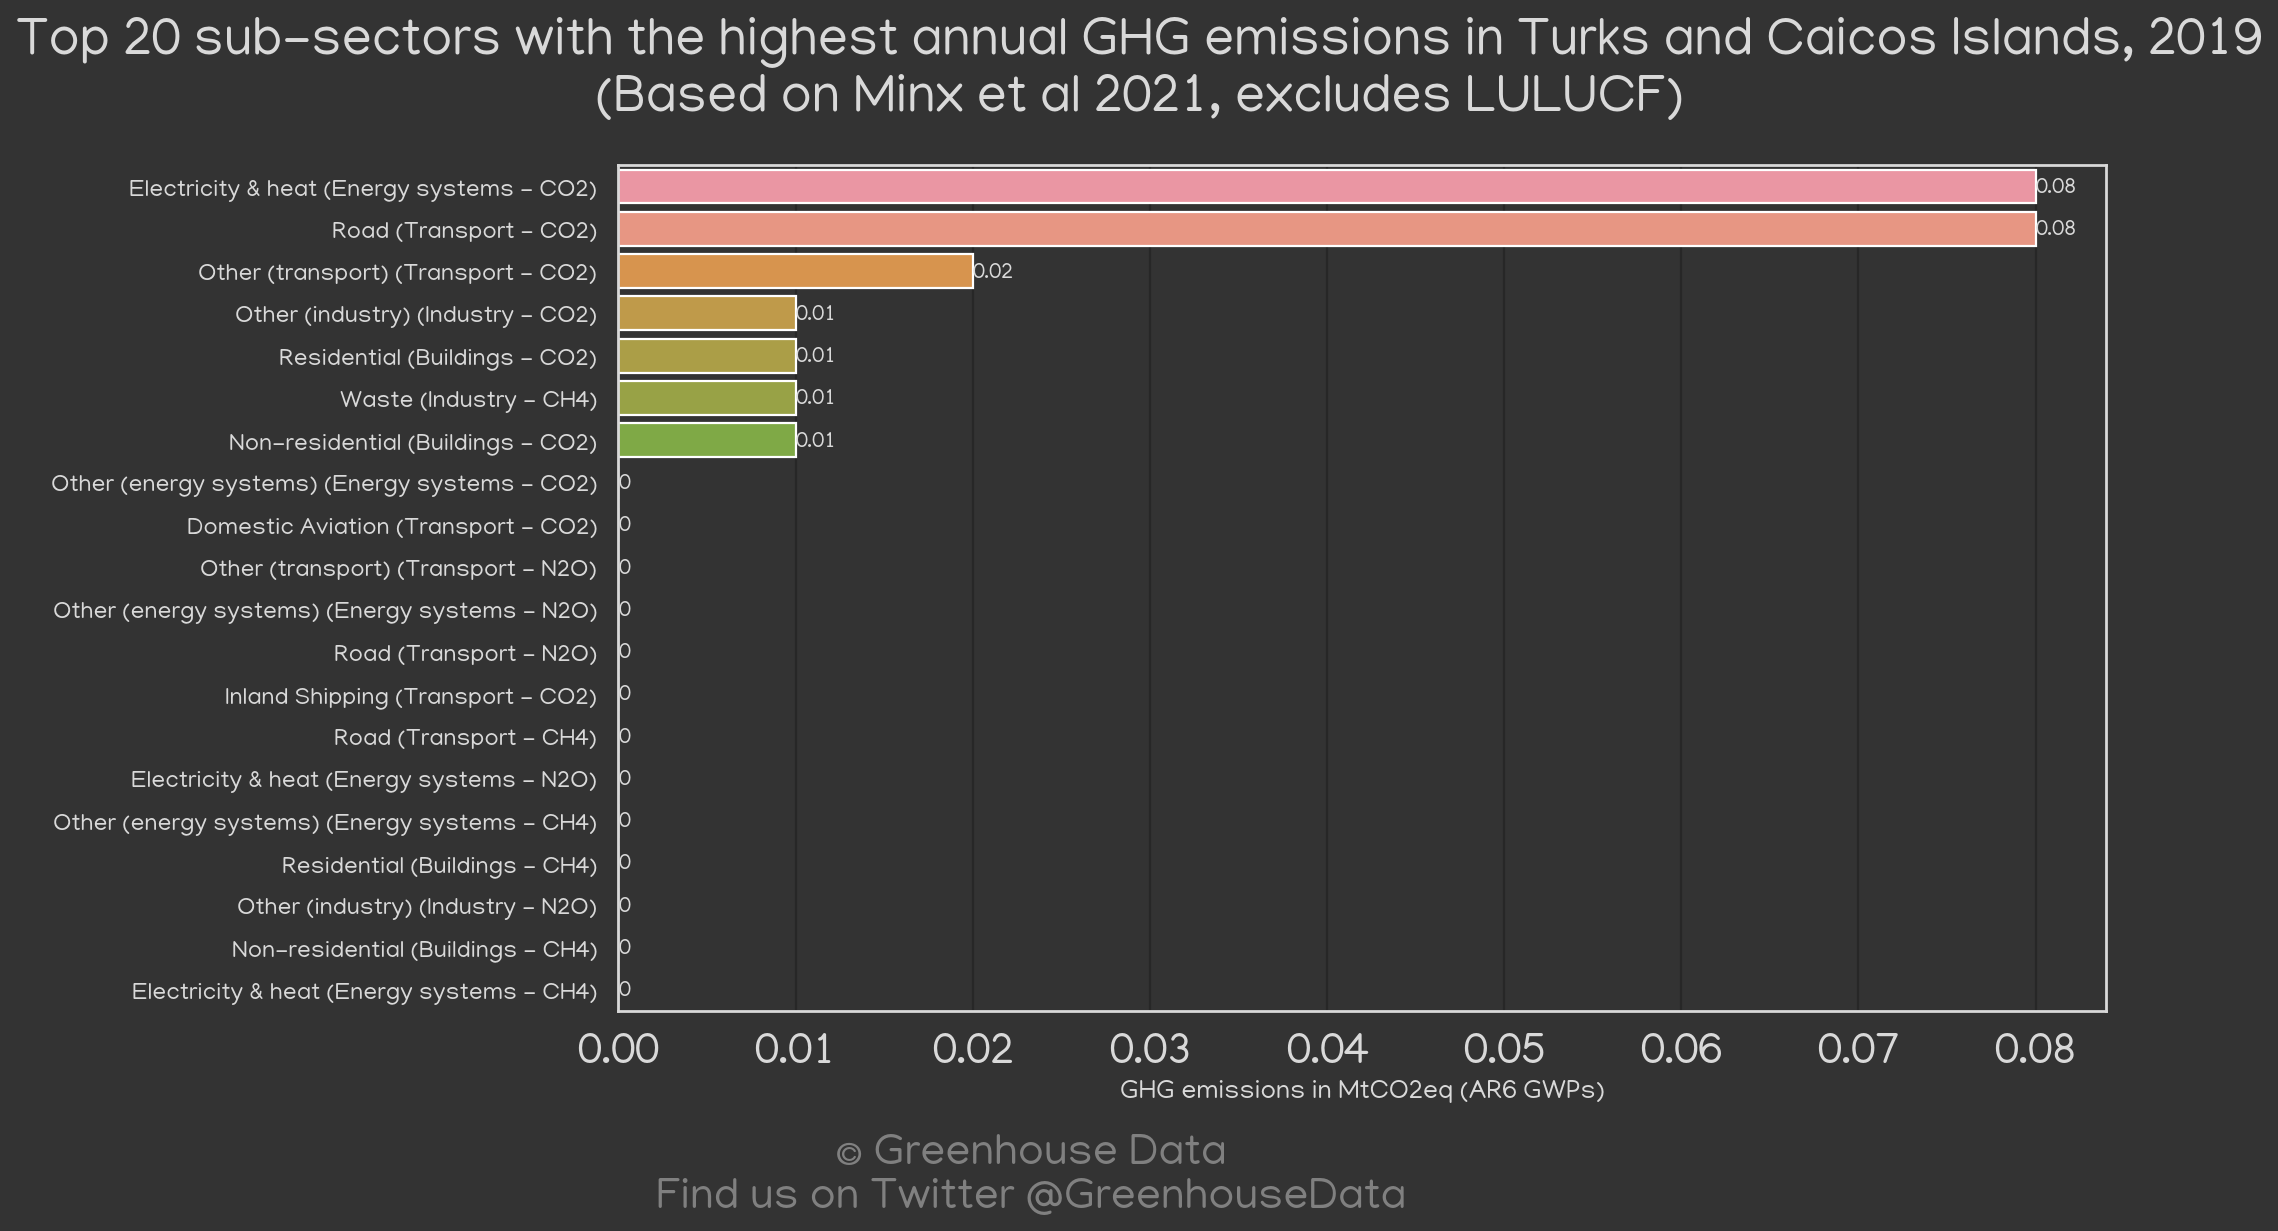 Top 20 sub-sectors with the highest annual GHG emissions in Turks and Caicos Islands, 2019
(Based on Minx et al 2021, excludes LULUCF)
Electricity & heat (Energy systems - CO2) 0.08
Road (Transport - CO2) 0.08
Other (transport) (Transport - CO2) 0.02
Other (industry) (Industry - CO2) 0.01
Residential (Buildings - CO2) 0.01
Waste (Industry - CH4) 0.01
Non-residential (Buildings - CO2) 0.01
Other (energy systems) (Energy systems - CO2) 0
Domestic Aviation (Transport - CO2) 0
Other (transport) (Transport - N2O) 0
Other (energy systems) (Energy systems - N2O) 0
Road (Transport - N2O) 0
Inland Shipping (Transport - CO2) 0
Road (Transport - CH4) 0
Electricity & heat (Energy systems - N2O) 0
Other (energy systems) (Energy systems - CH4) 0
Residential (Buildings - CH4) 0
Other (industry) (Industry - N2O) 0
Non-residential (Buildings - CH4) 0
Electricity & heat (Energy systems - CH4) 0
0.00 0.01 0.02 0.03 0.04 0.05 0.06 0.07 0.08
GHG emissions in MtCO2eq (AR6 GWPs)
© Greenhouse Data
Find us on Twitter @GreenhouseData